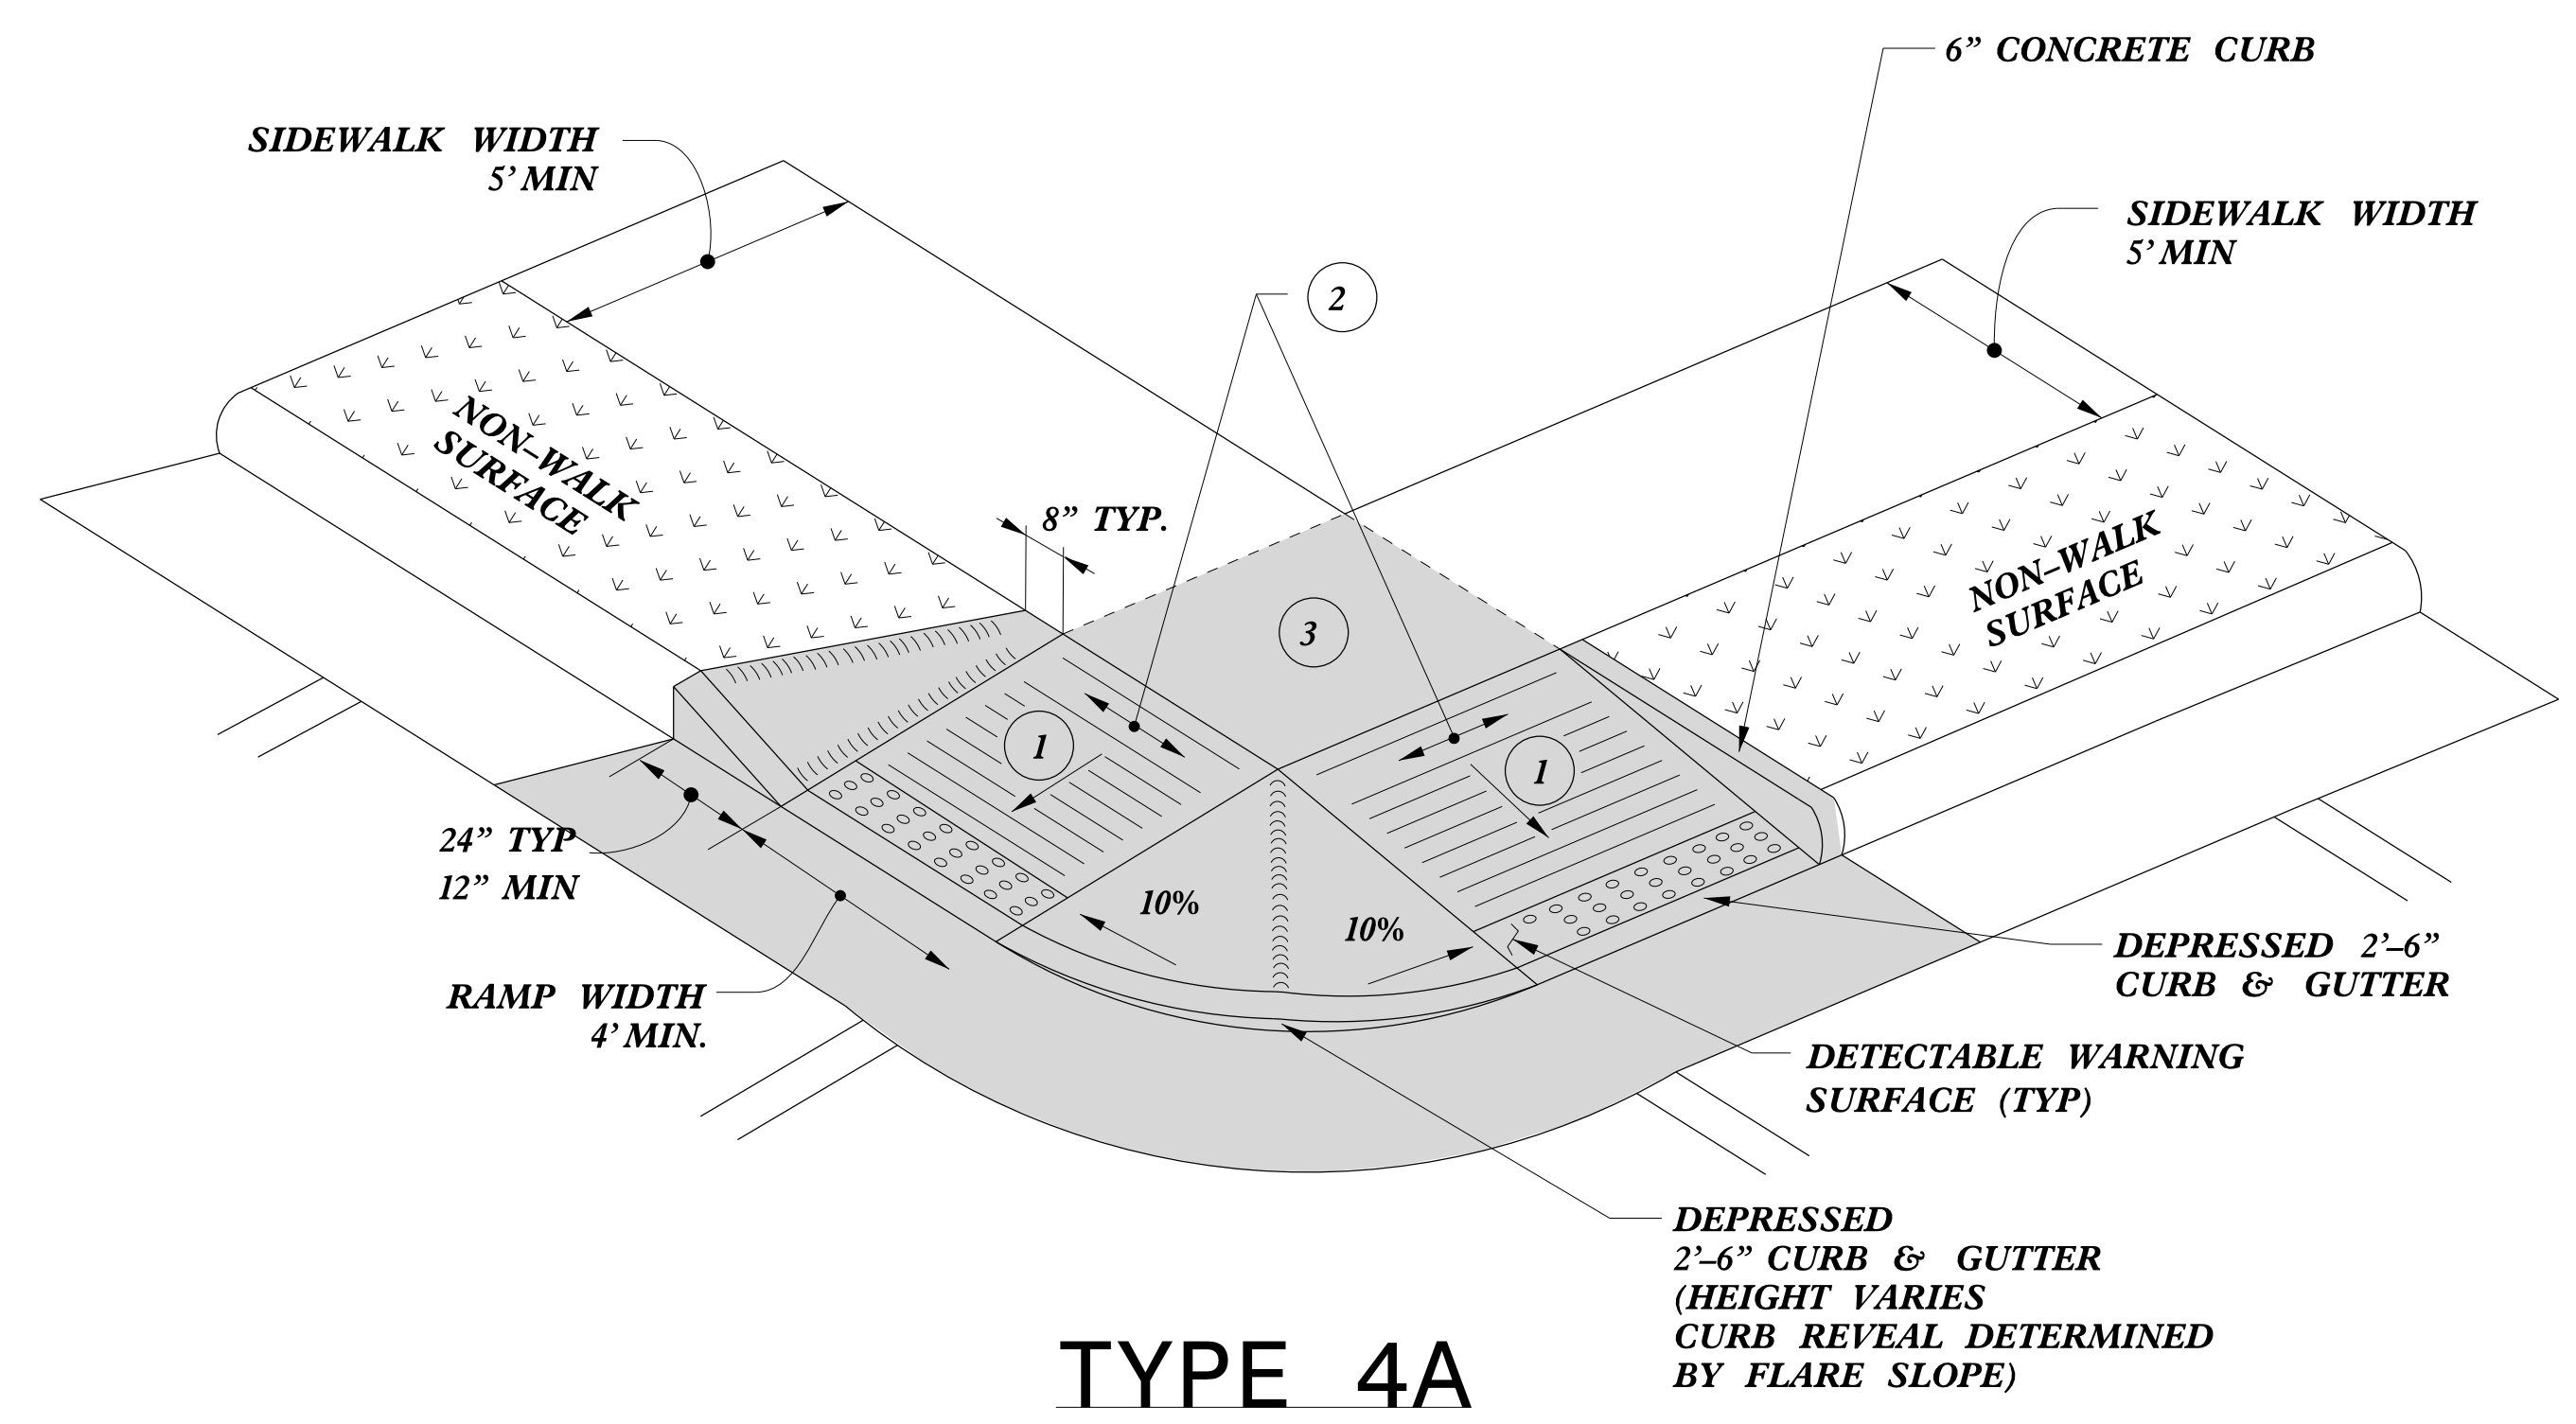 6” CONCRETE CURB
SIDEWALK WIDTH
5’ MIN
SIDEWALK WIDTH
5’ MIN
2
NON–WALK
SURFACE
8” TYP.
NON–WALK
SURFACE
3
1
1
24” TYP
12” MIN
10%
10%
DEPRESSED 2’–6”
CURB & GUTTER
RAMP WIDTH
4’ MIN.
DETECTABLE WARNING
SURFACE (TYP)
DEPRESSED
2’–6” CURB & GUTTER
(HEIGHT VARIES
CURB REVEAL DETERMINED
BY FLARE SLOPE)
TYPE 4A